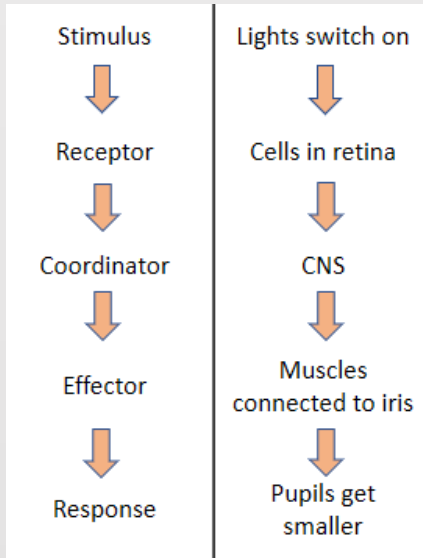 Stimulus
Receptor
Coordinator
Effector
Response
Lights switch on
Cells in retina
CNS
Muscles
connected to iris
Pupils get
smaller